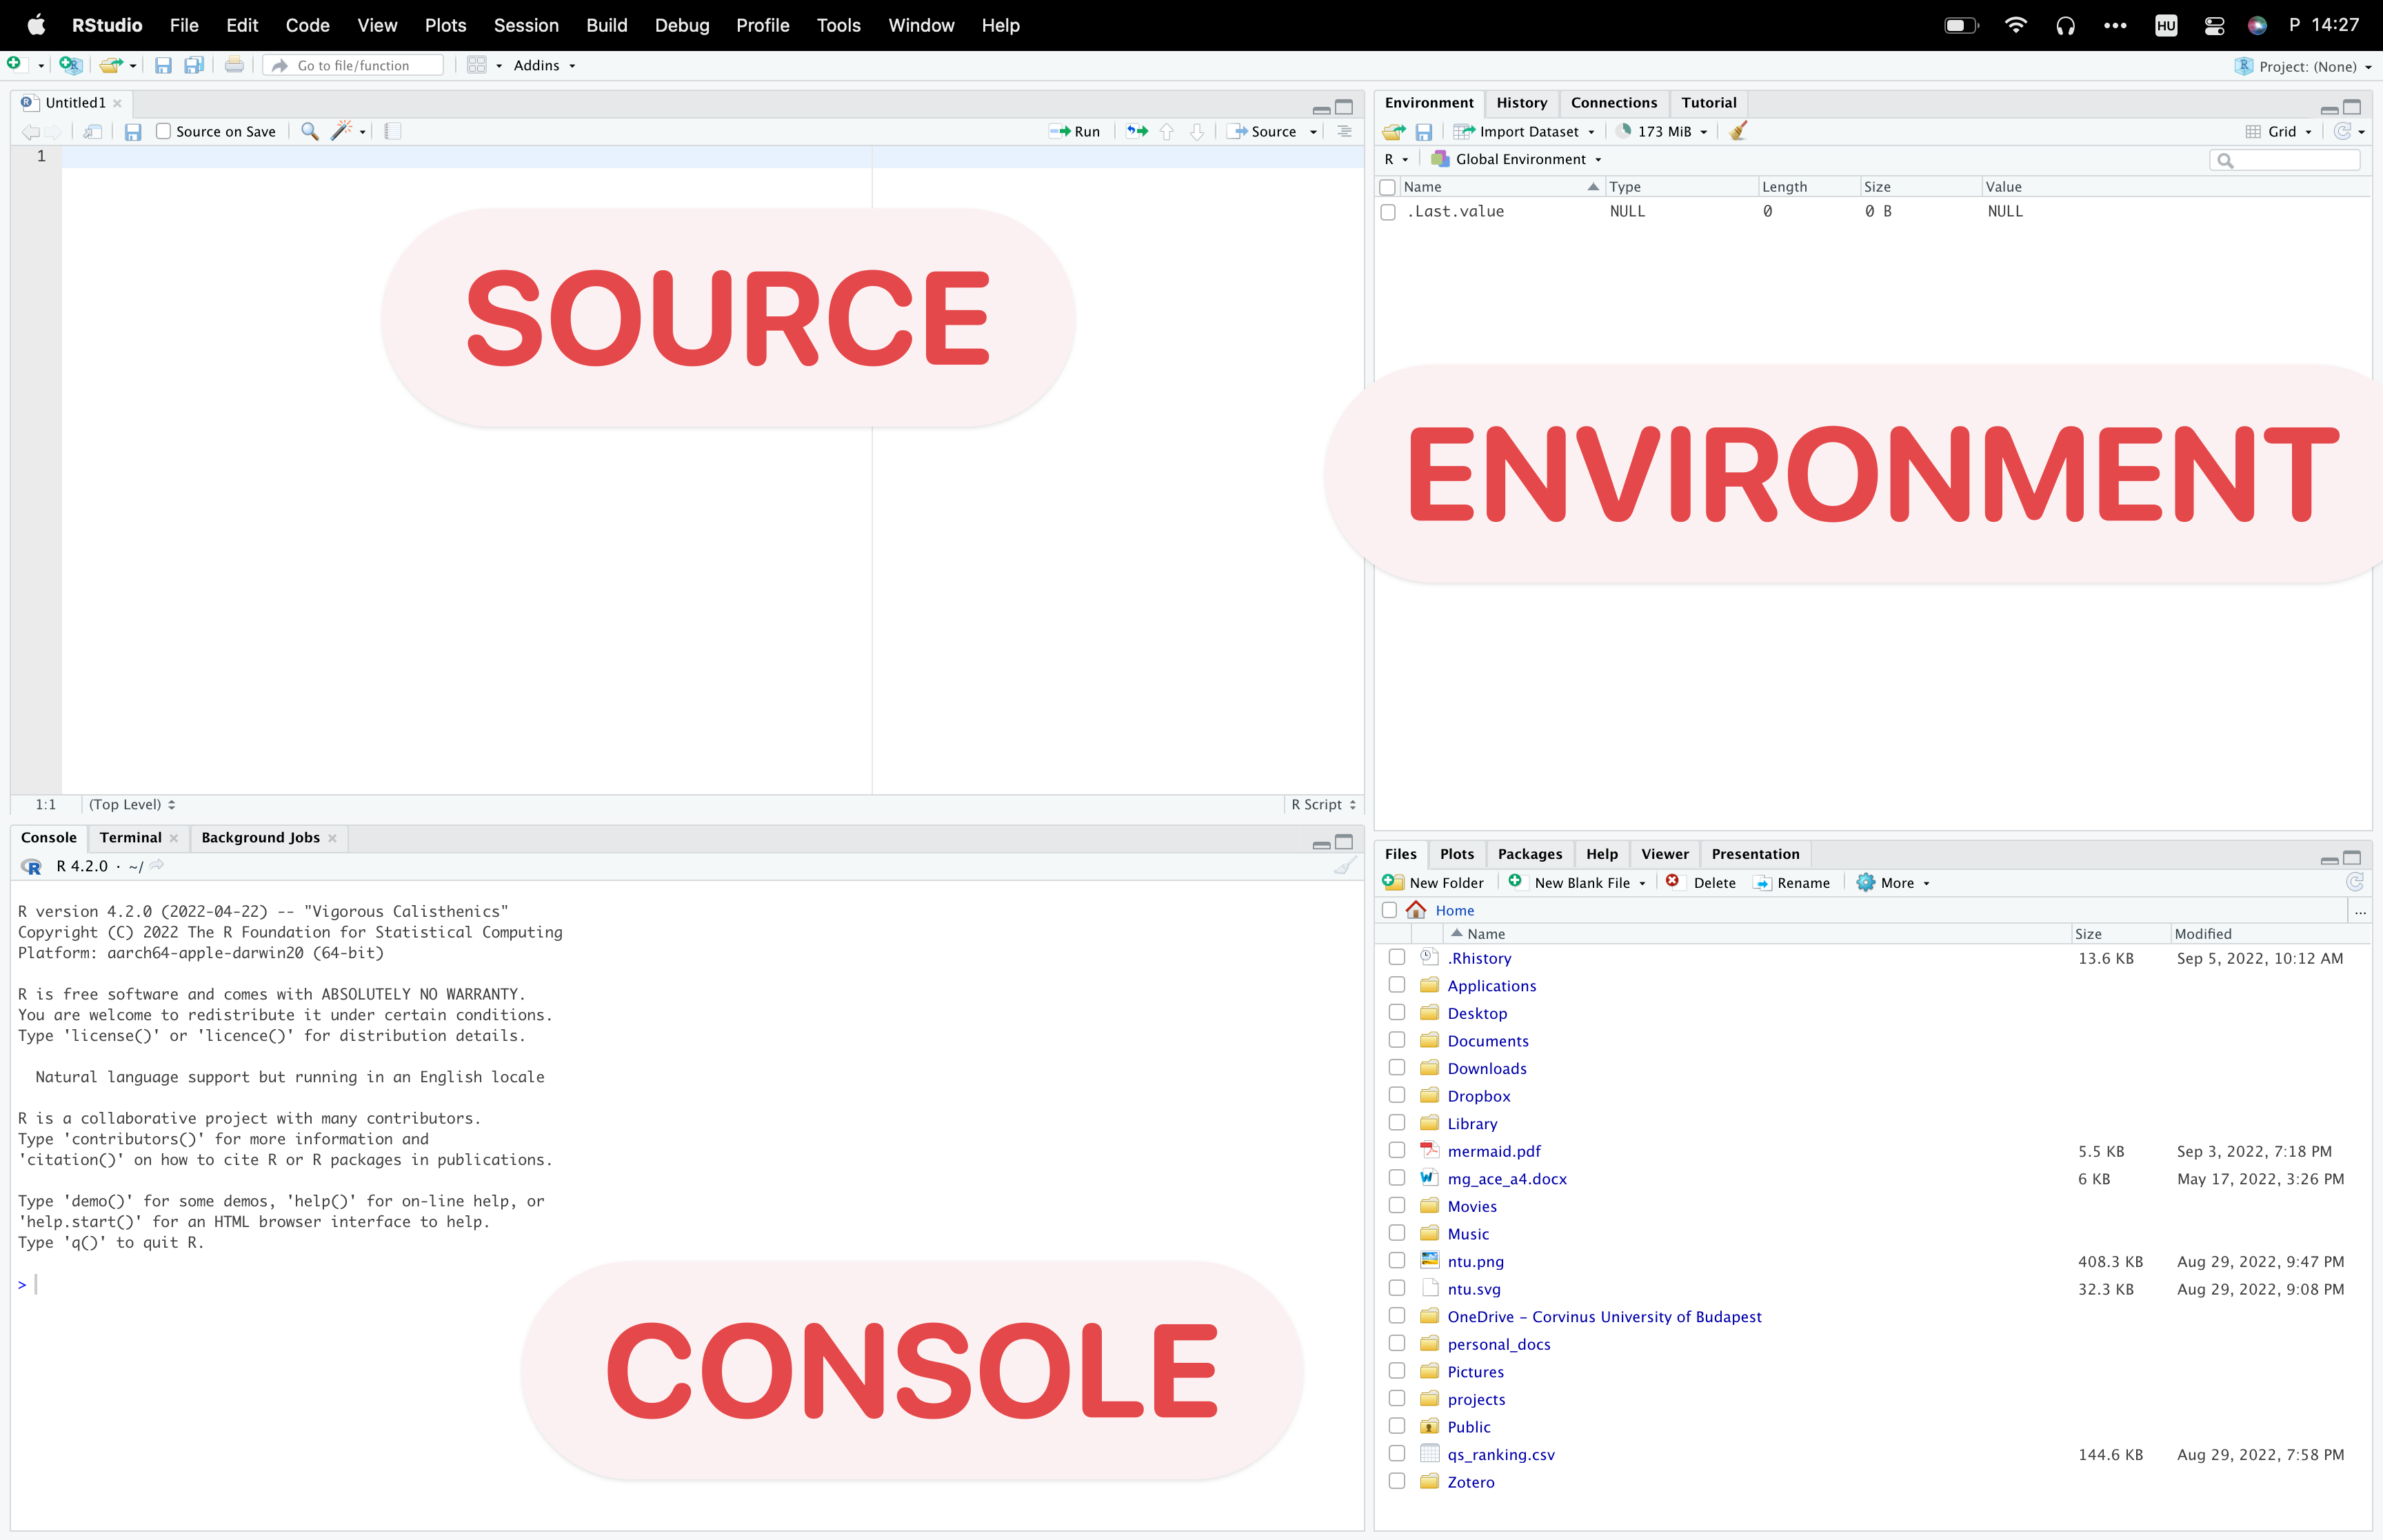 RStudio File Edit Code View Plots Session Build Debug Profile Tools Window Help HU P 14:27
Go to file/function Addins Project: (None)
Untitled1
Source on Save Run Source
1
SOURCE
1:1 (Top Level) R Script
Environment History Connections Tutorial
Import Dataset 173 MiB Grid
R Global Environment
Name Type Length Size Value
.Last.value NULL 0 0 B NULL
ENVIRONMENT
Console Terminal Background Jobs
R 4.2.0 · ~/
R version 4.2.0 (2022-04-22) -- "Vigorous Calisthenics"
Copyright (C) 2022 The R Foundation for Statistical Computing
Platform: aarch64-apple-darwin20 (64-bit)
R is free software and comes with ABSOLUTELY NO WARRANTY.
You are welcome to redistribute it under certain conditions.
Type 'license()' or 'licence()' for distribution details.
Natural language support but running in an English locale
R is a collaborative project with many contributors.
Type 'contributors()' for more information and
'citation()' on how to cite R or R packages in publications.
Type 'demo()' for some demos, 'help()' for on-line help, or
'help.start()' for an HTML browser interface to help.
Type 'q()' to quit R.
>
CONSOLE
Files Plots Packages Help Viewer Presentation
New Folder New Blank File Delete Rename More
Home ...
Name Size Modified
.Rhistory 13.6 KB Sep 5, 2022, 10:12 AM
Applications
Desktop
Documents
Downloads
Dropbox
Library
mermaid.pdf 5.5 KB Sep 3, 2022, 7:18 PM
mg_ace_a4.docx 6 KB May 17, 2022, 3:26 PM
Movies
Music
ntu.png 408.3 KB Aug 29, 2022, 9:47 PM
ntu.svg 32.3 KB Aug 29, 2022, 9:08 PM
OneDrive - Corvinus University of Budapest
personal_docs
Pictures
projects
Public
qs_ranking.csv 144.6 KB Aug 29, 2022, 7:58 PM
Zotero